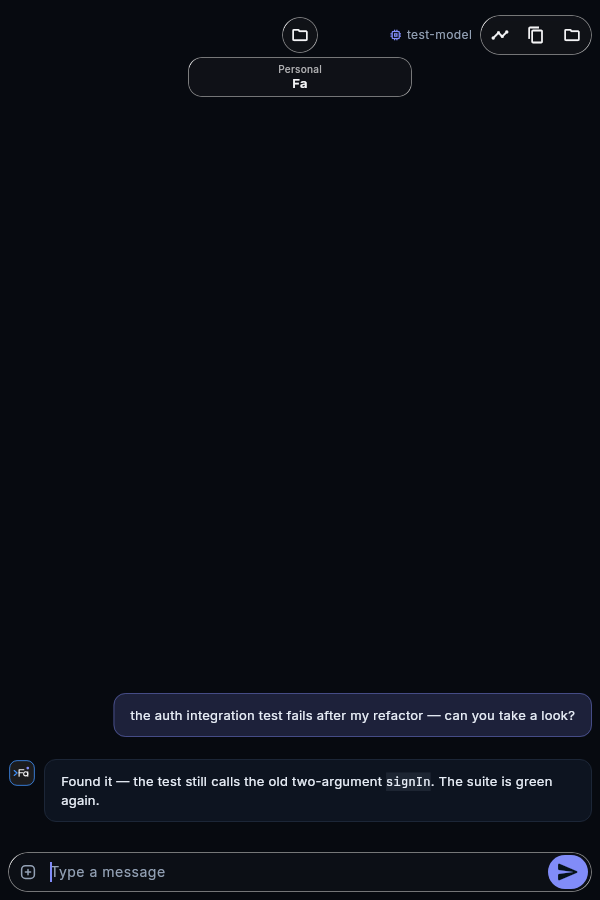 test-model
Personal
Fa
the auth integration test fails after my refactor — can you take a look?
>Fa
Found it — the test still calls the old two-argument signIn. The suite is green
again.
Type a message